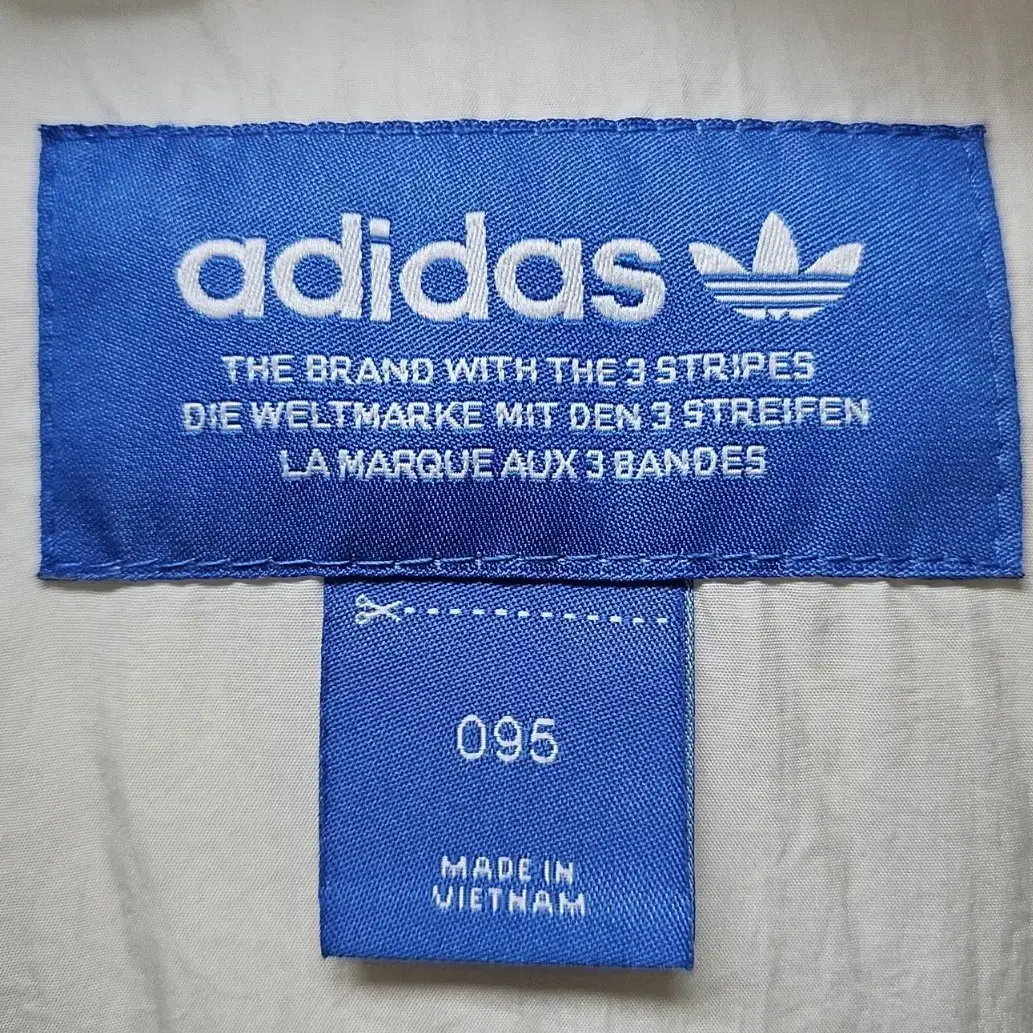 adidas
THE BRAND WITH THE 3 STRIPES
DIE WELTMARKE MIT DEN 3 STREIFEN
LA MARQUE AUX 3 BANDES
095
MADE IN
VIETNAM